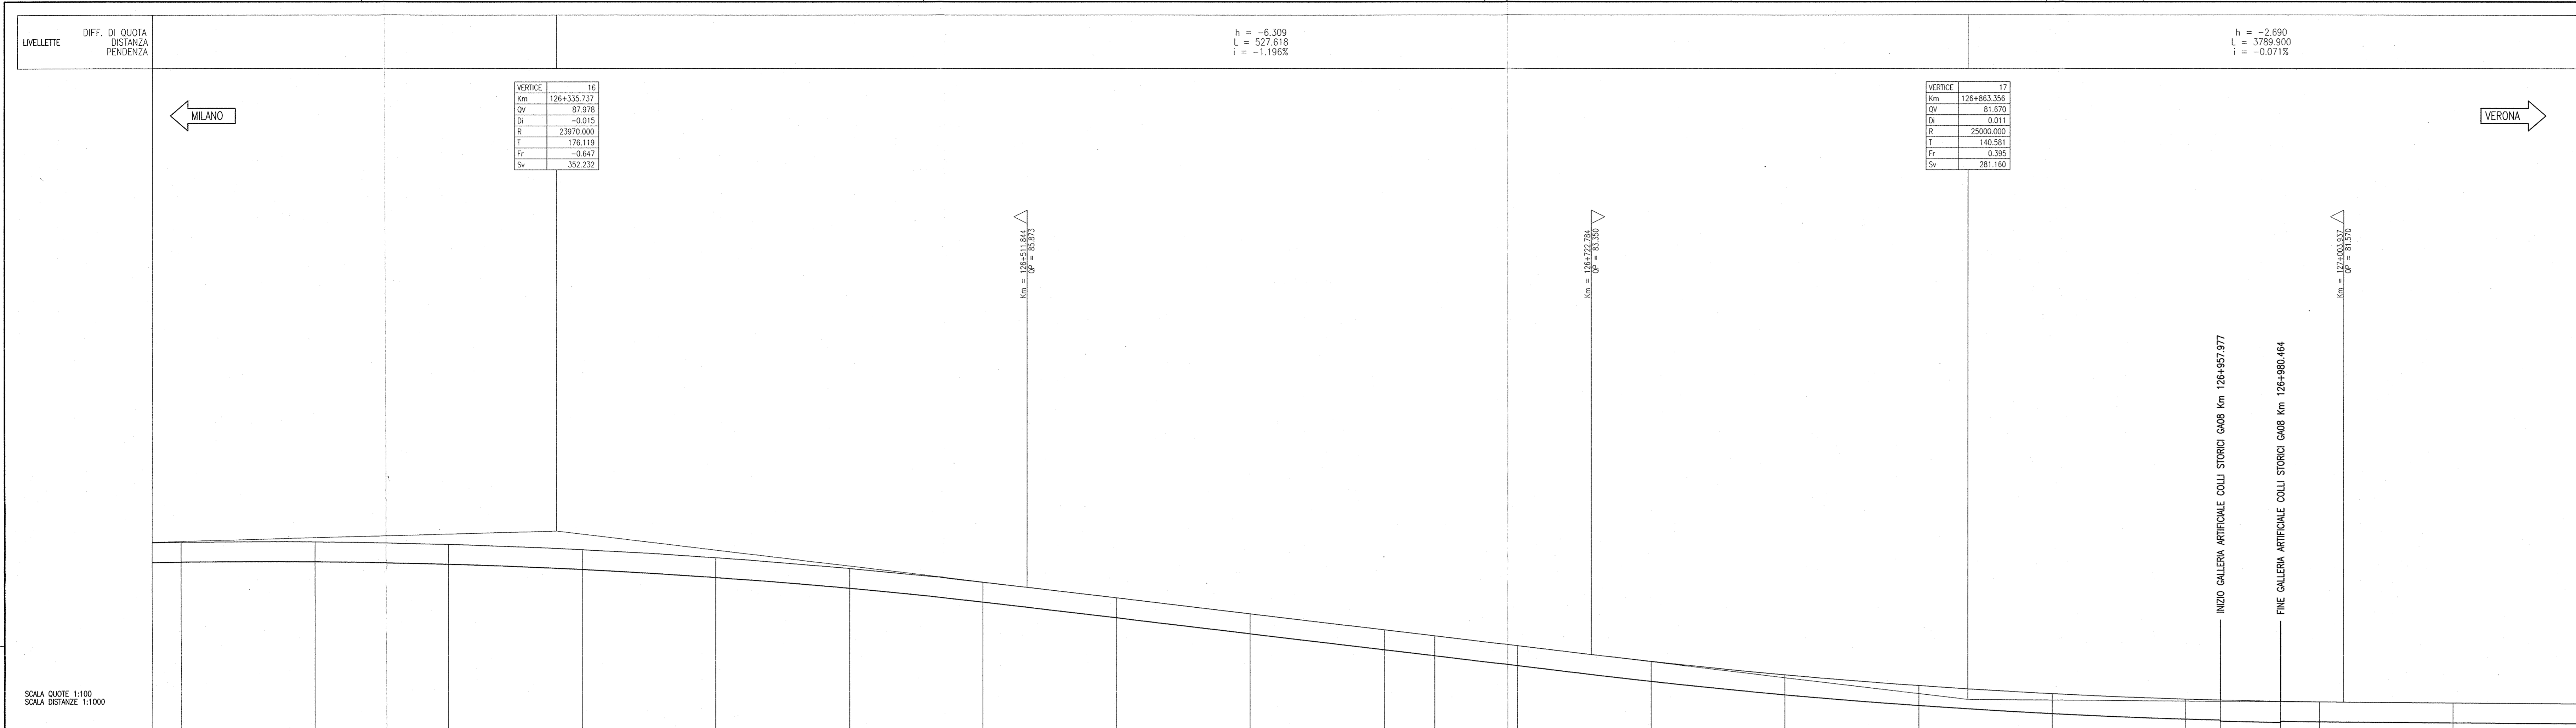 LIVELLETTE
DIFF. DI QUOTA
DISTANZA
PENDENZA
h = -6.309
L = 527.618
i = -1.196%
h = -2.690
L = 3789.900
i = -0.071%
MILANO
VERTICE 16
Km 126+335.737
QV 87.978
Di -0.015
R 23970.000
T 176.119
Fr -0.647
Sv 352.232
VERTICE 17
Km 126+863.356
QV 81.670
Di 0.011
R 25000.000
T 140.581
Fr 0.395
Sv 281.160
VERONA
Km = 126+511.844
QP = 85.873
Km = 126+722.784
QP = 83.350
Km = 127+003.937
QP = 81.570
INIZIO GALLERIA ARTIFICIALE COLLI STORICI GA08 Km 126+957.977
FINE GALLERIA ARTIFICIALE COLLI STORICI GA08 Km 126+980.464
SCALA QUOTE 1:100
SCALA DISTANZE 1:1000